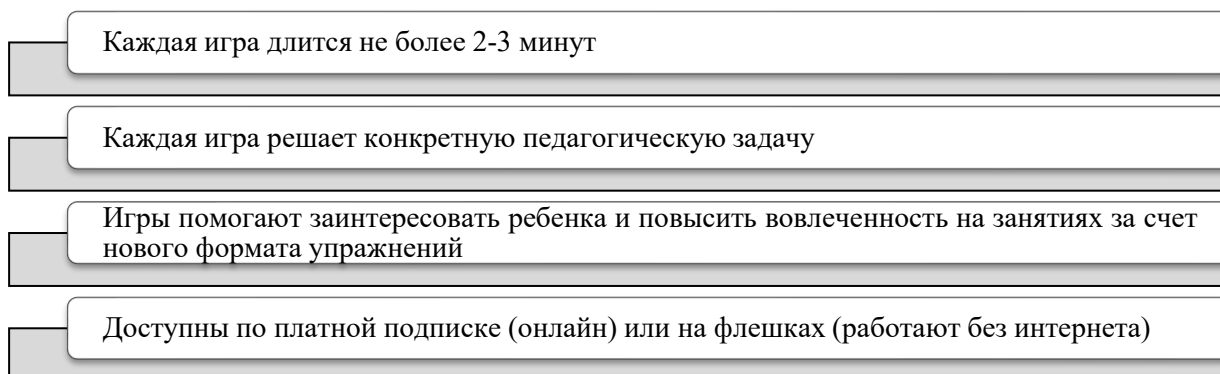 Каждая игра длится не более 2-3 минут
Каждая игра решает конкретную педагогическую задачу
Игры помогают заинтересовать ребенка и повысить вовлеченность на занятиях за счет
нового формата упражнений
Доступны по платной подписке (онлайн) или на флешках (работают без интернета)